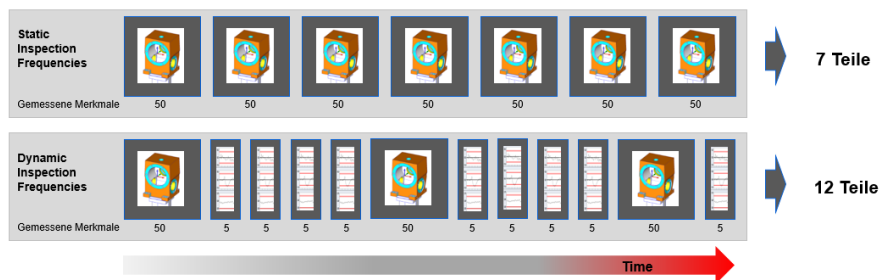 Static
Inspection
Frequencies
Gemessene Merkmale 50 50 50 50 50 50 50
7 Teile
Dynamic
Inspection
Frequencies
Gemessene Merkmale 50 5 5 5 5 50 5 5 5 5 50 5
12 Teile
Time